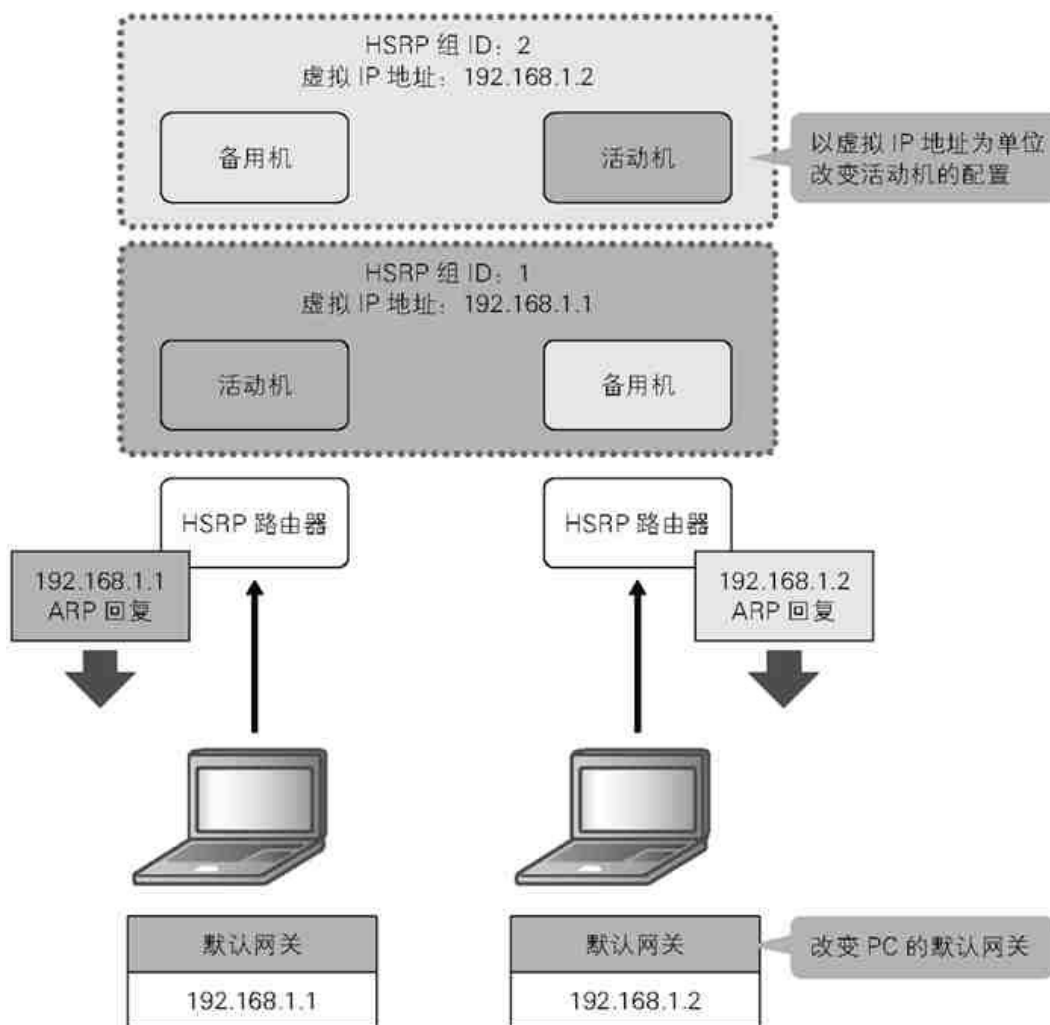 HSRP 组 ID：2
虚拟 IP 地址：192.168.1.2
备用机
活动机
以虚拟 IP 地址为单位
改变活动机的配置
HSRP 组 ID：1
虚拟 IP 地址：192.168.1.1
活动机
备用机
HSRP 路由器
HSRP 路由器
192.168.1.1
ARP 回复
192.168.1.2
ARP 回复
默认网关
192.168.1.1
默认网关
192.168.1.2
改变 PC 的默认网关